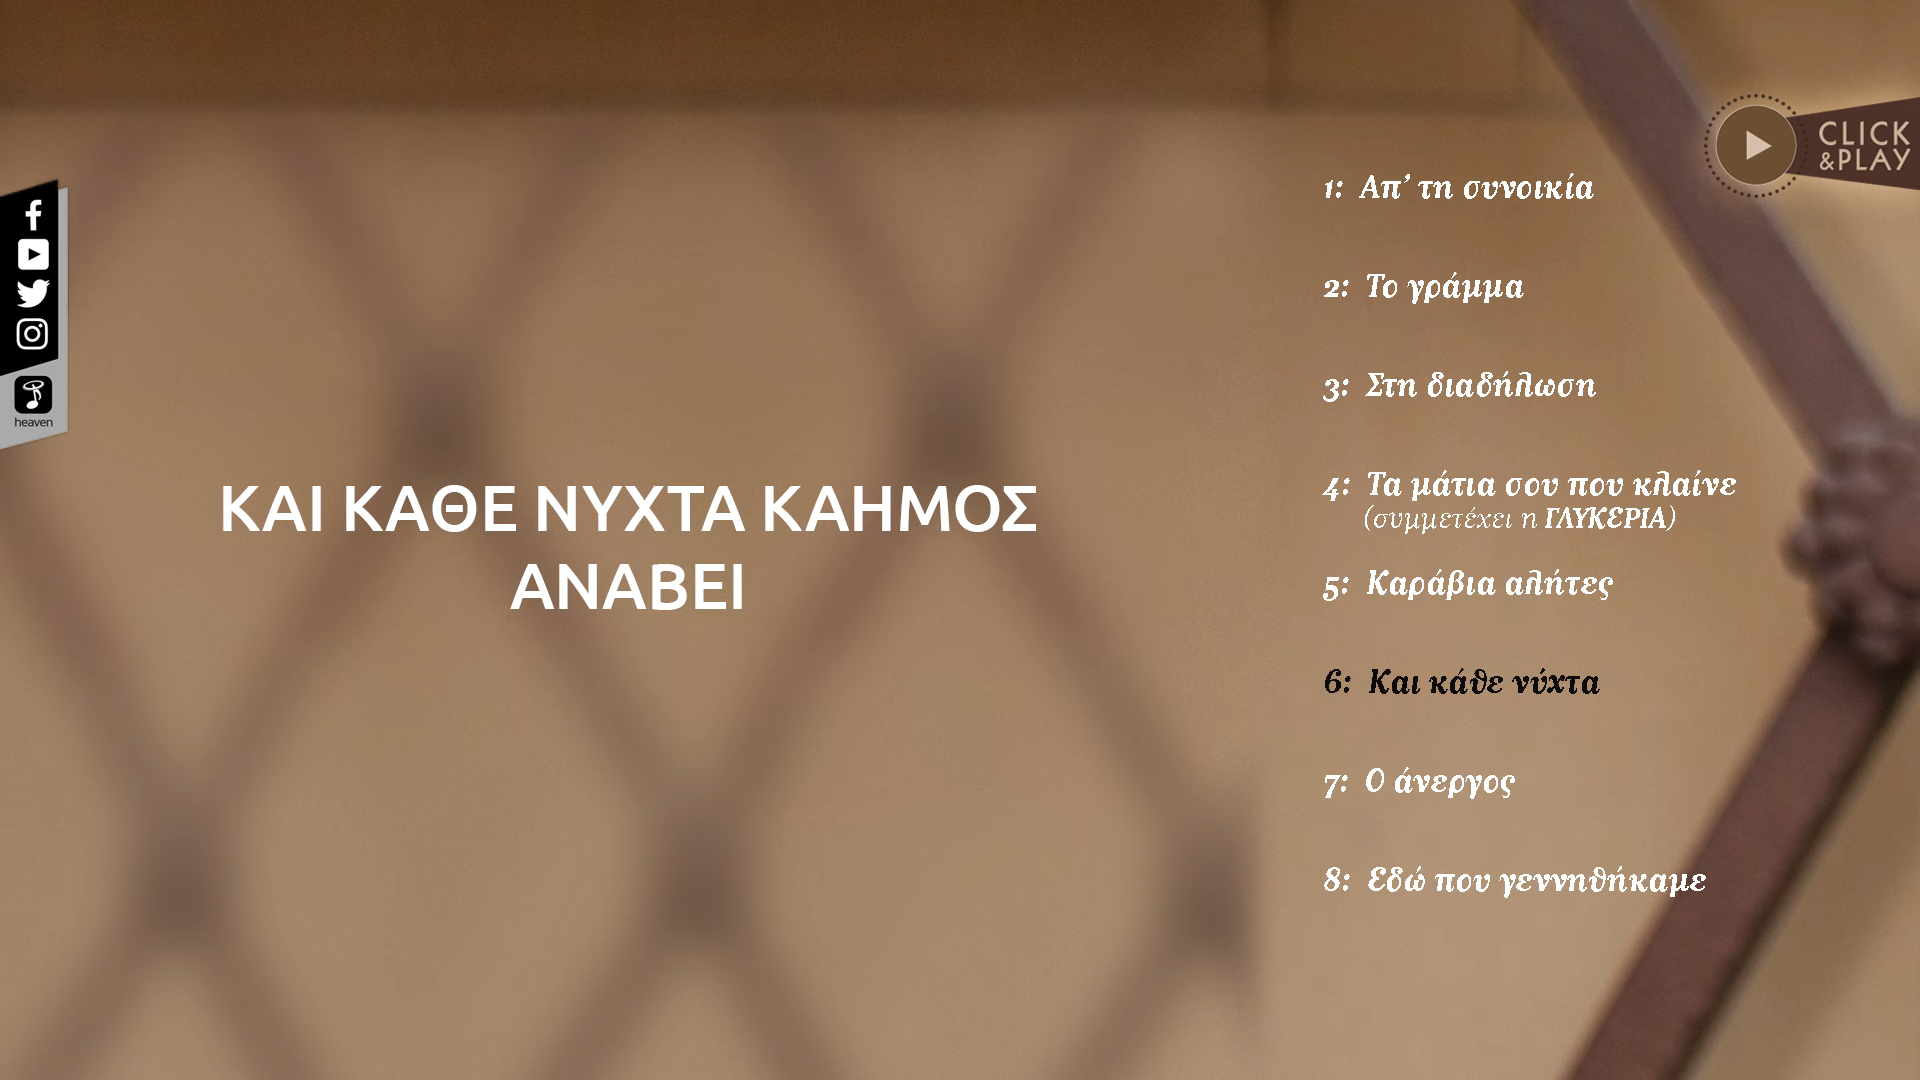 CLICK
&PLAY
heaven
ΚΑΙ ΚΑΘΕ ΝΥΧΤΑ ΚΑΗΜΟΣ
ΑΝΑΒΕΙ
1: Απ’ τη συνοικία
2: Το γράμμα
3: Στη διαδήλωση
4: Τα μάτια σου που κλαίνε
(συμμετέχει η ΓΛΥΚΕΡΙΑ)
5: Καράβια αλήτες
6: Και κάθε νύχτα
7: Ο άνεργος
8: Εδώ που γεννηθήκαμε